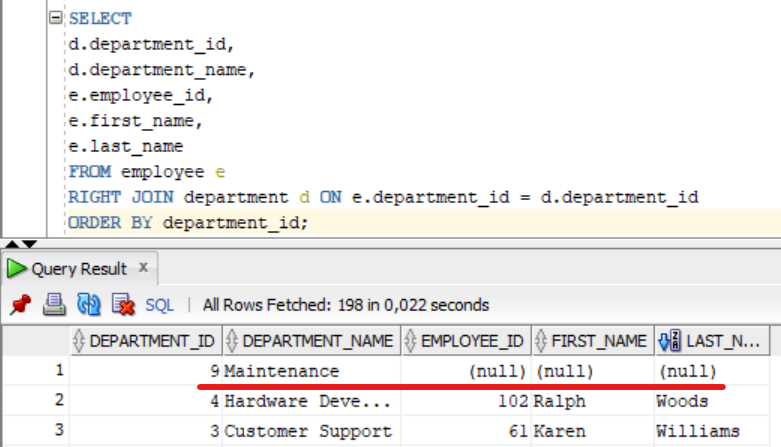 SELECT
d.department_id,
d.department_name,
e.employee_id,
e.first_name,
e.last_name
FROM employee e
RIGHT JOIN department d ON e.department_id = d.department_id
ORDER BY department_id;
Query Result x
SQL | All Rows Fetched: 198 in 0,022 seconds
DEPARTMENT_ID DEPARTMENT_NAME EMPLOYEE_ID FIRST_NAME LAST_N...
1 9 Maintenance (null) (null) (null)
2 4 Hardware Deve... 102 Ralph Woods
3 3 Customer Support 61 Karen Williams